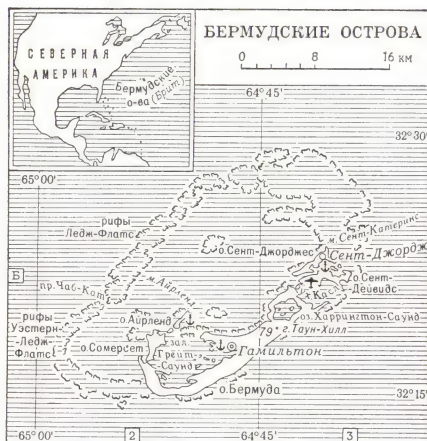 БЕРМУДСКИЕ ОСТРОВА
0 8 16 КМ
СЕВЕРНАЯ
АМЕРИКА
Бермудские
о-ва (Брит.)
64°45'
32°30'
65°00'
рифы
Ледж-Флатс
о.Сент-Джорджес
м.Сент-Катеринс
Сент-Джордж
Б
о.Сент-
Дейвидс
пр.Чаб-Кат
м.Айрленд
оз.Харрингтон-Саунд
79
г.Таун-Хилл
рифы
Уэстерн-
Ледж-
Флатс
о.Айрленд
о.Сомерсет
зал.
Грейт-
Саунд
Гамильтон
о.Бермуда
32°15'
65°00'
2
64°45'
3